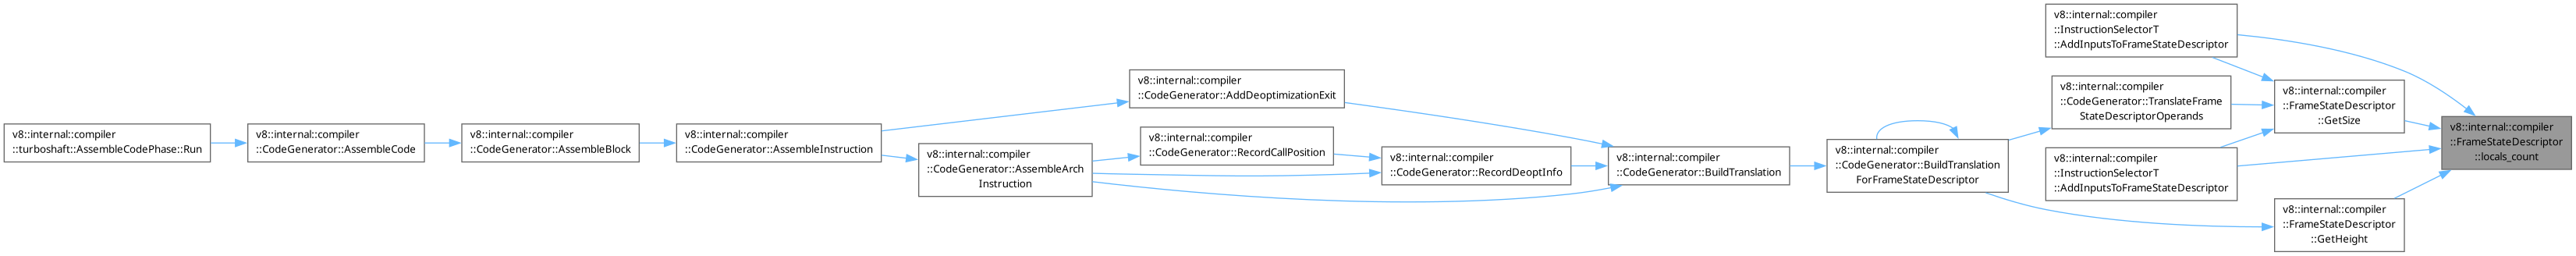 v8::internal::compiler
::turboshaft::AssembleCodePhase::Run
v8::internal::compiler
::CodeGenerator::AssembleCode
v8::internal::compiler
::CodeGenerator::AssembleBlock
v8::internal::compiler
::CodeGenerator::AssembleInstruction
v8::internal::compiler
::CodeGenerator::AssembleArch
Instruction
v8::internal::compiler
::CodeGenerator::AddDeoptimizationExit
v8::internal::compiler
::CodeGenerator::RecordCallPosition
v8::internal::compiler
::CodeGenerator::RecordDeoptInfo
v8::internal::compiler
::CodeGenerator::BuildTranslation
v8::internal::compiler
::CodeGenerator::BuildTranslation
ForFrameStateDescriptor
v8::internal::compiler
::InstructionSelectorT
::AddInputsToFrameStateDescriptor
v8::internal::compiler
::CodeGenerator::TranslateFrame
StateDescriptorOperands
v8::internal::compiler
::InstructionSelectorT
::AddInputsToFrameStateDescriptor
v8::internal::compiler
::FrameStateDescriptor
::GetSize
v8::internal::compiler
::FrameStateDescriptor
::GetHeight
v8::internal::compiler
::FrameStateDescriptor
::locals_count